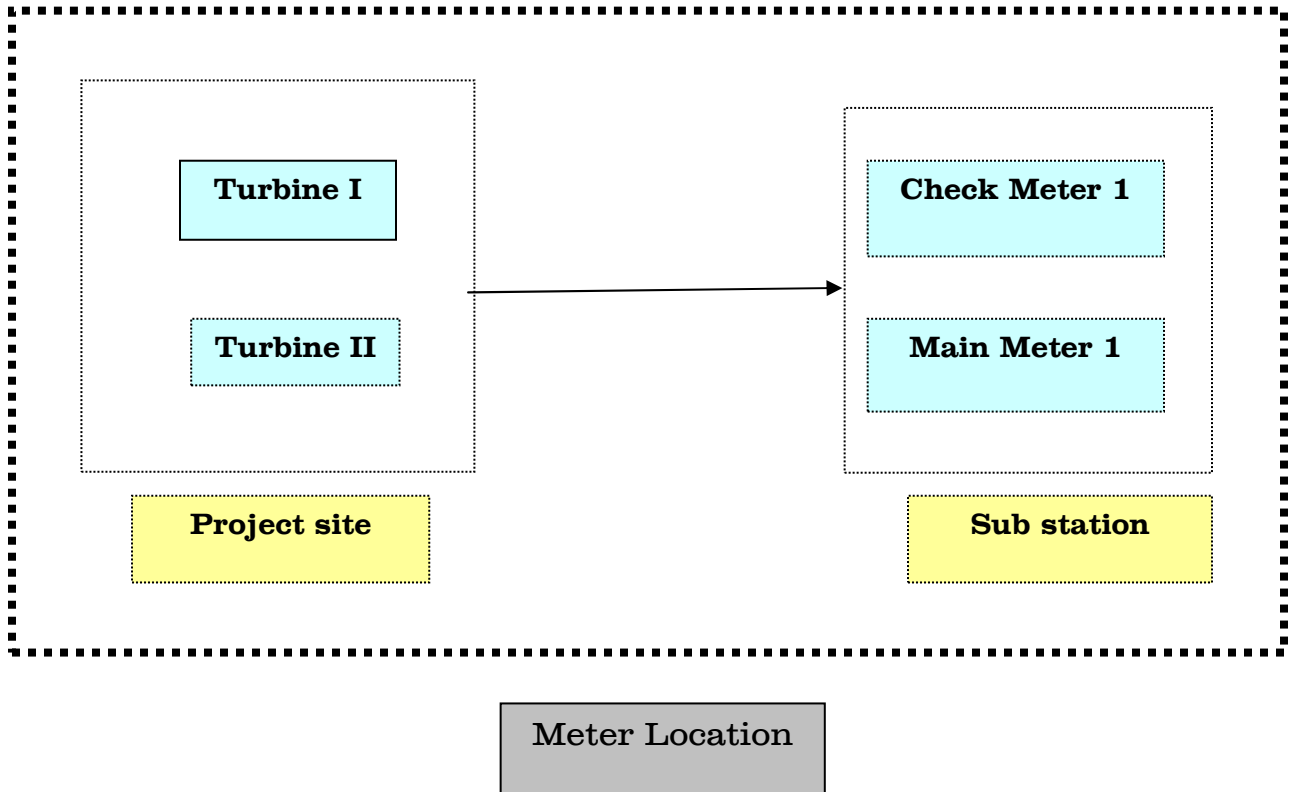 Turbine I
Check Meter 1
Turbine II
Main Meter 1
Project site
Sub station
Meter Location